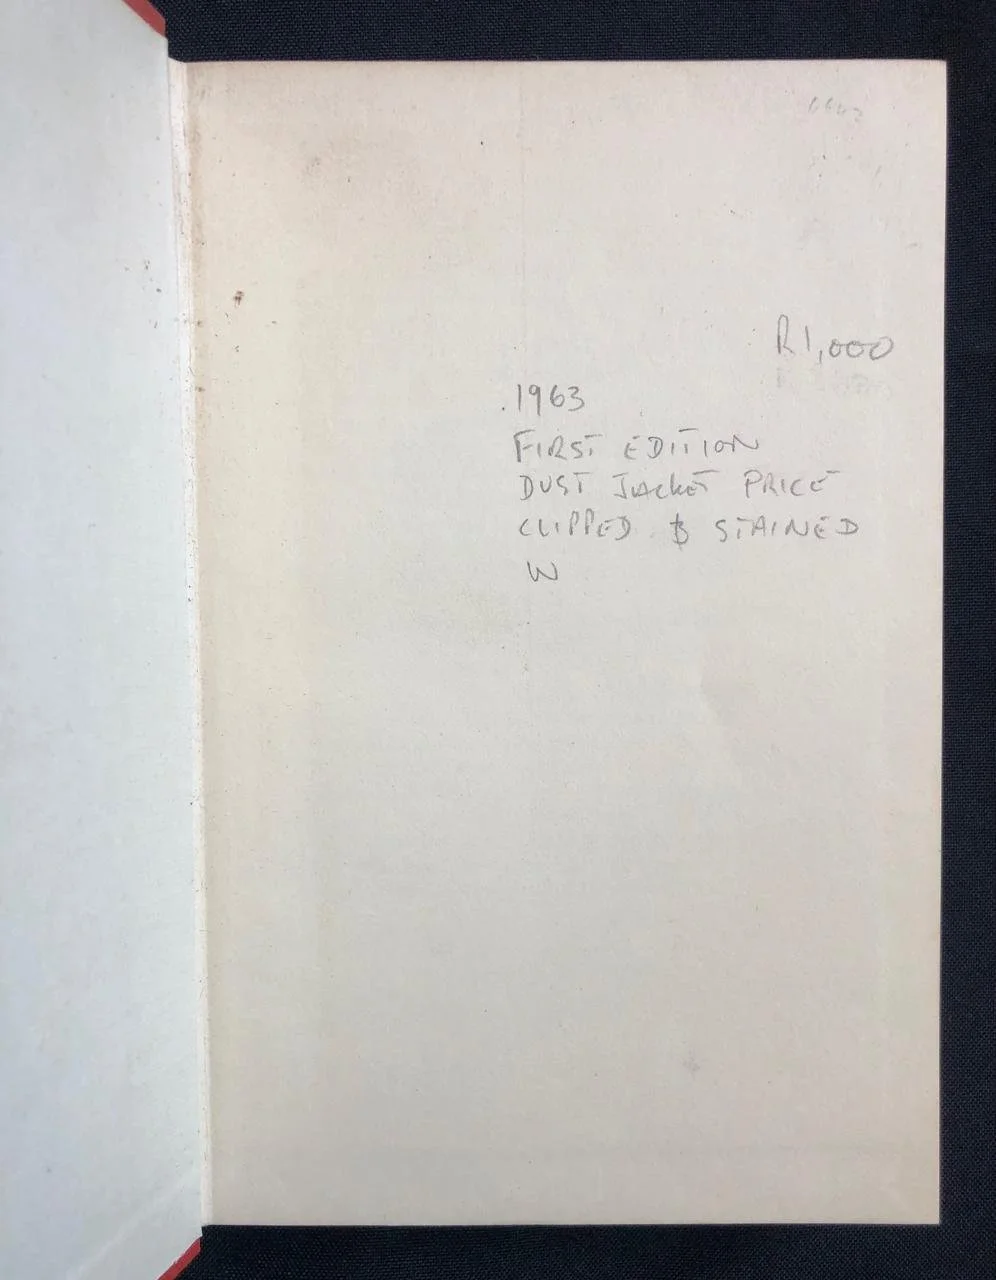 R1,000
1963
FIRST EDITION
DUST JACKET PRICE
CLIPPED & STAINED
W